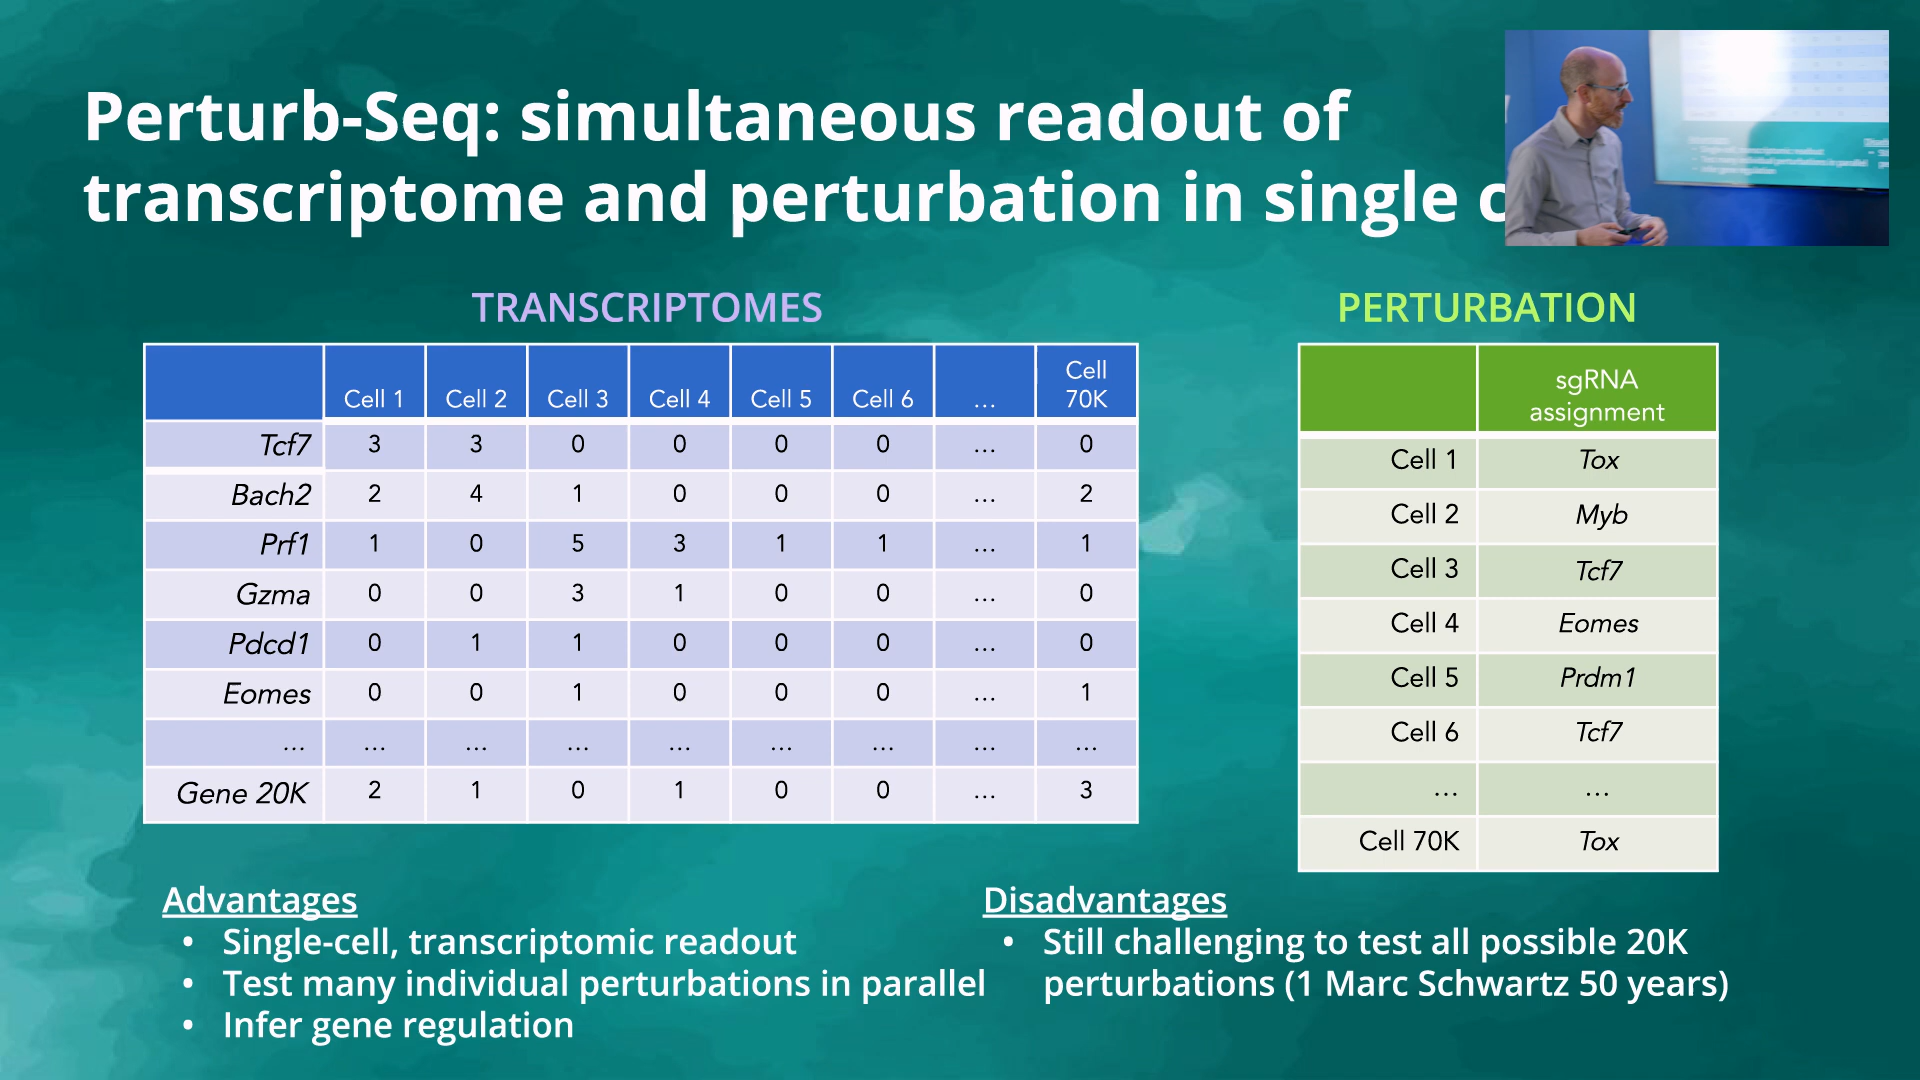 Perturb-Seq: simultaneous readout of
transcriptome and perturbation in single c
TRANSCRIPTOMES
Cell 1 Cell 2 Cell 3 Cell 4 Cell 5 Cell 6 ... Cell 70K
Tcf7 3 3 0 0 0 0 ... 0
Bach2 2 4 1 0 0 0 ... 2
Prf1 1 0 5 3 1 1 ... 1
Gzma 0 0 3 1 0 0 ... 0
Pdcd1 0 1 1 0 0 0 ... 0
Eomes 0 0 1 0 0 0 ... 1
... ... ... ... ... ... ... ... ...
Gene 20K 2 1 0 1 0 0 ... 3
PERTURBATION
sgRNA
assignment
Cell 1 Tox
Cell 2 Myb
Cell 3 Tcf7
Cell 4 Eomes
Cell 5 Prdm1
Cell 6 Tcf7
... ...
Cell 70K Tox
Advantages
• Single-cell, transcriptomic readout
• Test many individual perturbations in parallel
• Infer gene regulation
Disadvantages
• Still challenging to test all possible 20K
perturbations (1 Marc Schwartz 50 years)